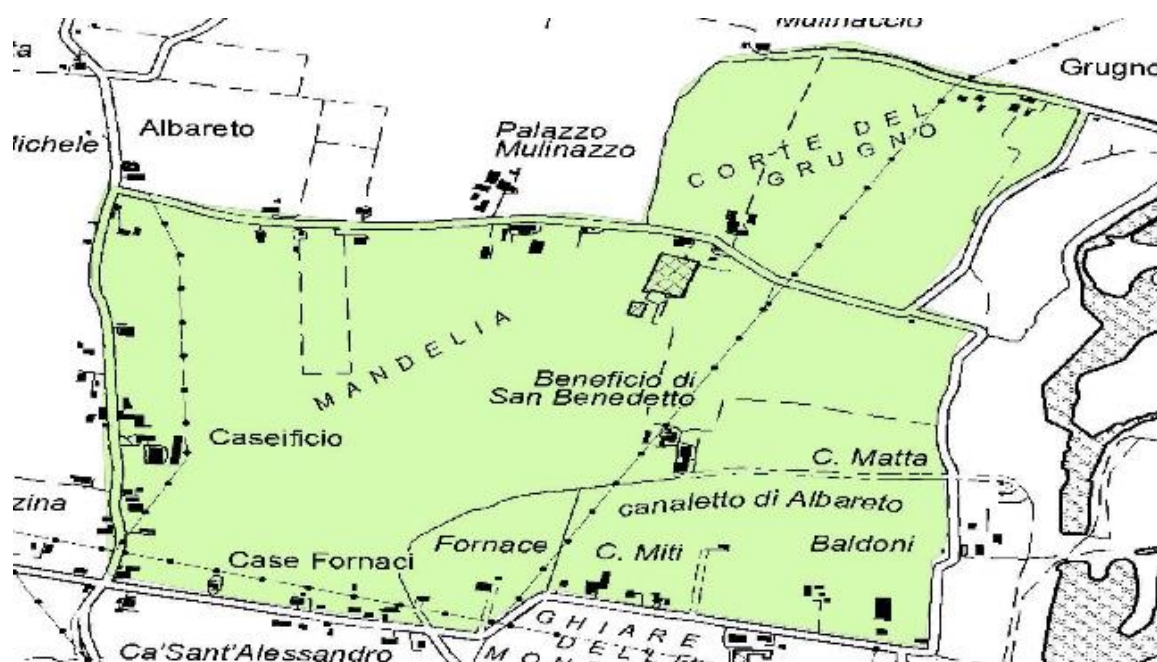 Mulinaccio
Grugno
Albareto
Michele
Palazzo
Mulinazzo
CORTE DEL
GRUGNO
MANDELIA
Beneficio di
San Benedetto
Caseificio
C. Matta
canaletto di Albareto
Fornace
C. Miti
Baldoni
Case Fornaci
GHIARE
Ca'Sant'Alessandro